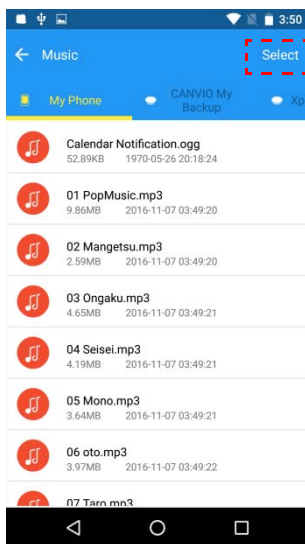 3:50
Music
Select
My Phone
CANVIO My
Backup
Xp
Calendar Notification.ogg
52.89KB 1970-05-26 20:18:24
01 PopMusic.mp3
9.86MB 2016-11-07 03:49:20
02 Mangetsu.mp3
2.59MB 2016-11-07 03:49:20
03 Ongaku.mp3
4.65MB 2016-11-07 03:49:21
04 Seisei.mp3
4.19MB 2016-11-07 03:49:21
05 Mono.mp3
3.64MB 2016-11-07 03:49:21
06 oto.mp3
3.97MB 2016-11-07 03:49:22
07 Taro.mp3